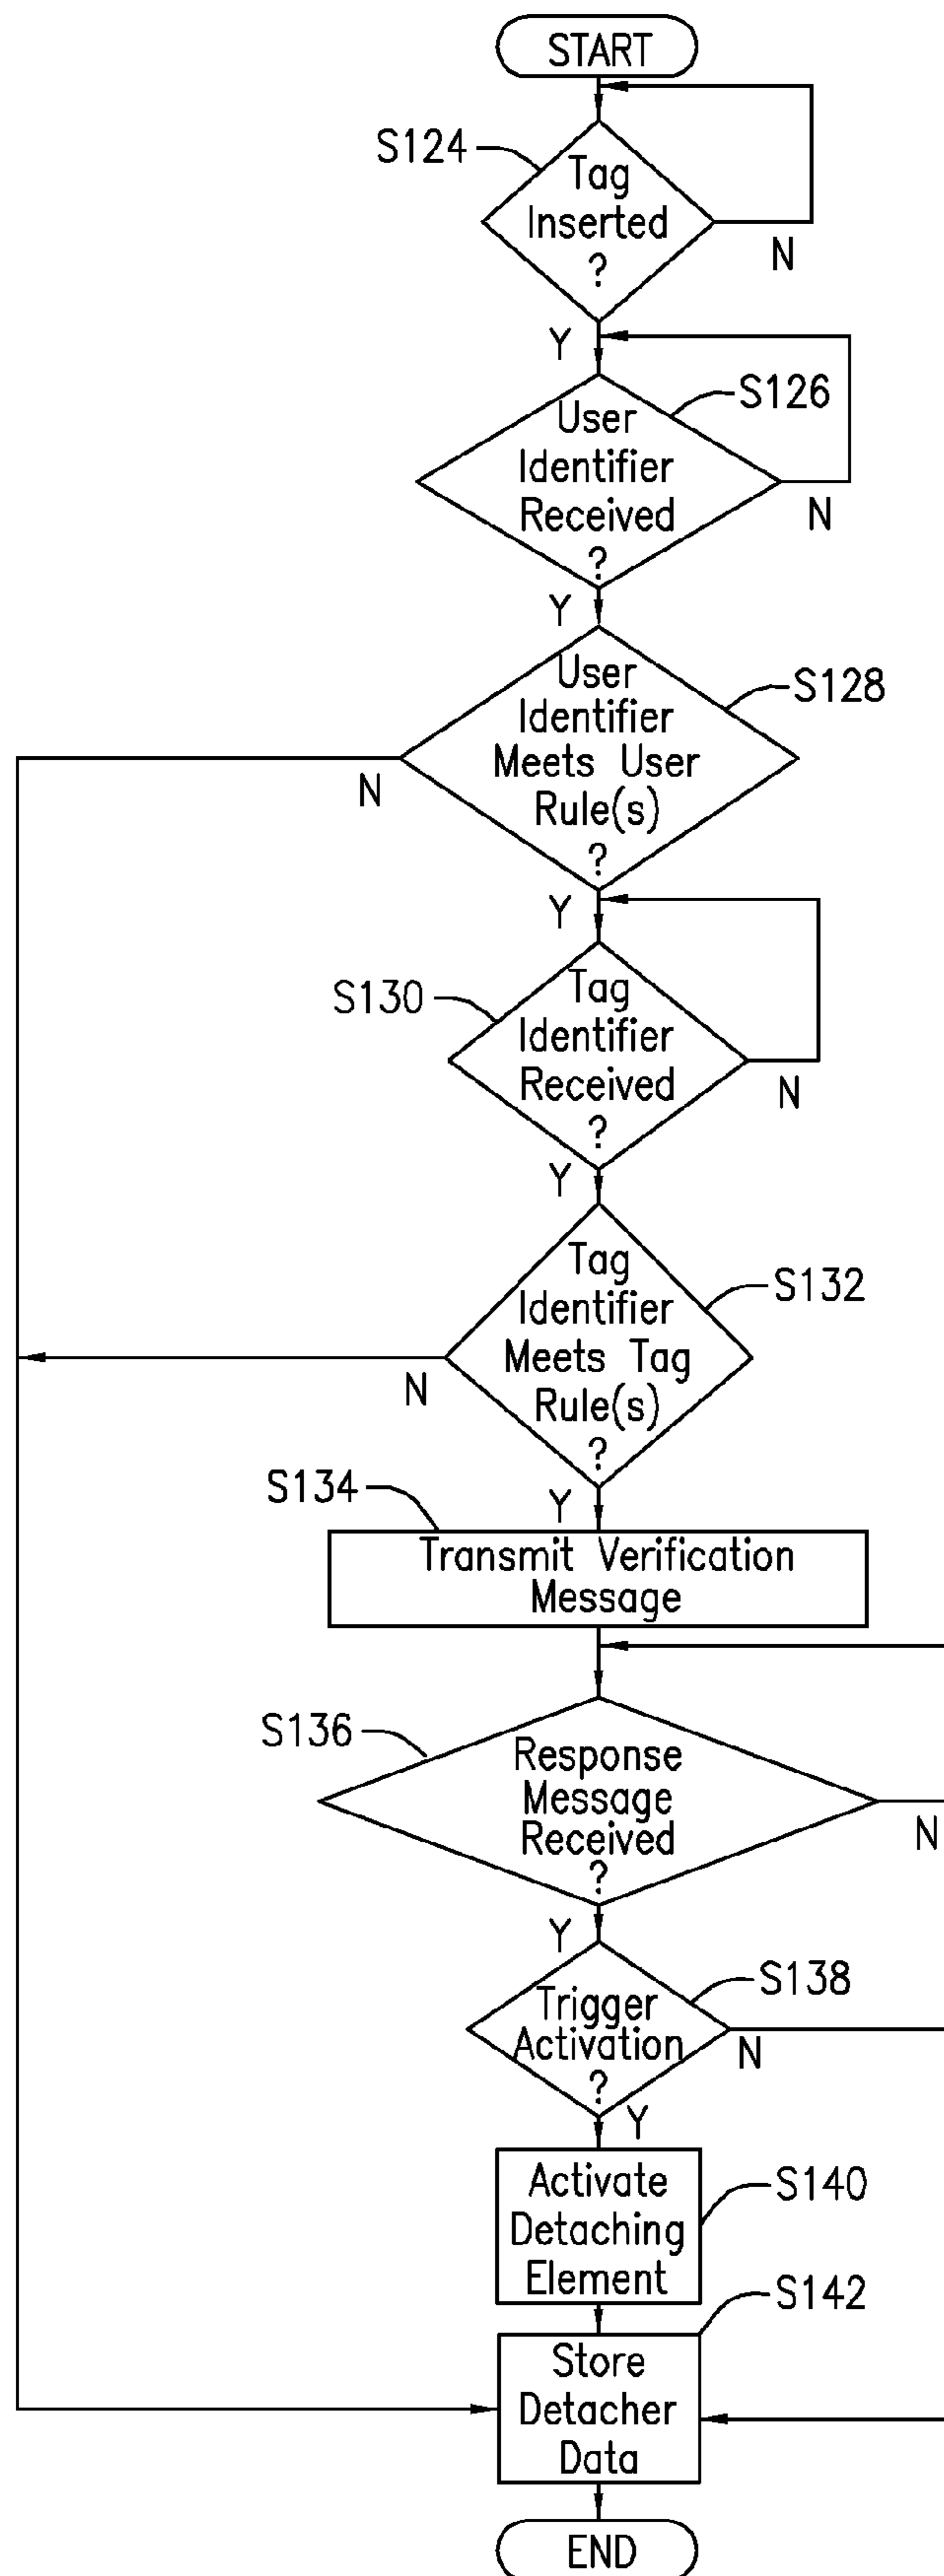 START
S124
Tag
Inserted
?
N
Y
S126
User
Identifier
Received
?
N
Y
S128
User
Identifier
Meets User
Rule(s)
?
N
Y
S130
Tag
Identifier
Received
?
N
Y
S132
Tag
Identifier
Meets Tag
Rule(s)
?
N
Y
S134
Transmit Verification
Message
S136
Response
Message
Received
?
N
Y
S138
Trigger
Activation
?
N
Y
S140
Activate
Detaching
Element
S142
Store
Detacher
Data
END